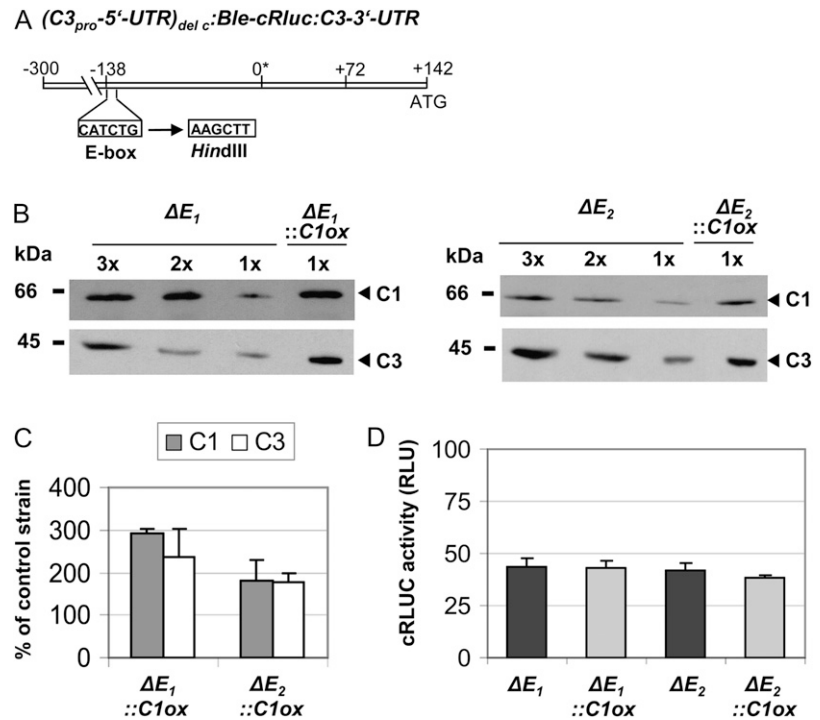 A (C3pro-5‘-UTR)del c:Ble-cRluc:C3-3‘-UTR
-300 -138 0* +72 +142
ATG
CATCTG AAGCTT
E-box HindIII
B
ΔE1 ΔE1 ::C1ox
kDa 3x 2x 1x 1x
66 C1
45 C3
ΔE2 ΔE2 ::C1ox
kDa 3x 2x 1x 1x
66 C1
45 C3
C
C1 C3
% of control strain
400
300
200
100
0
ΔE1 ::C1ox ΔE2 ::C1ox
D
cRLUC activity (RLU)
100
75
50
25
0
ΔE1 ΔE1 ::C1ox ΔE2 ΔE2 ::C1ox